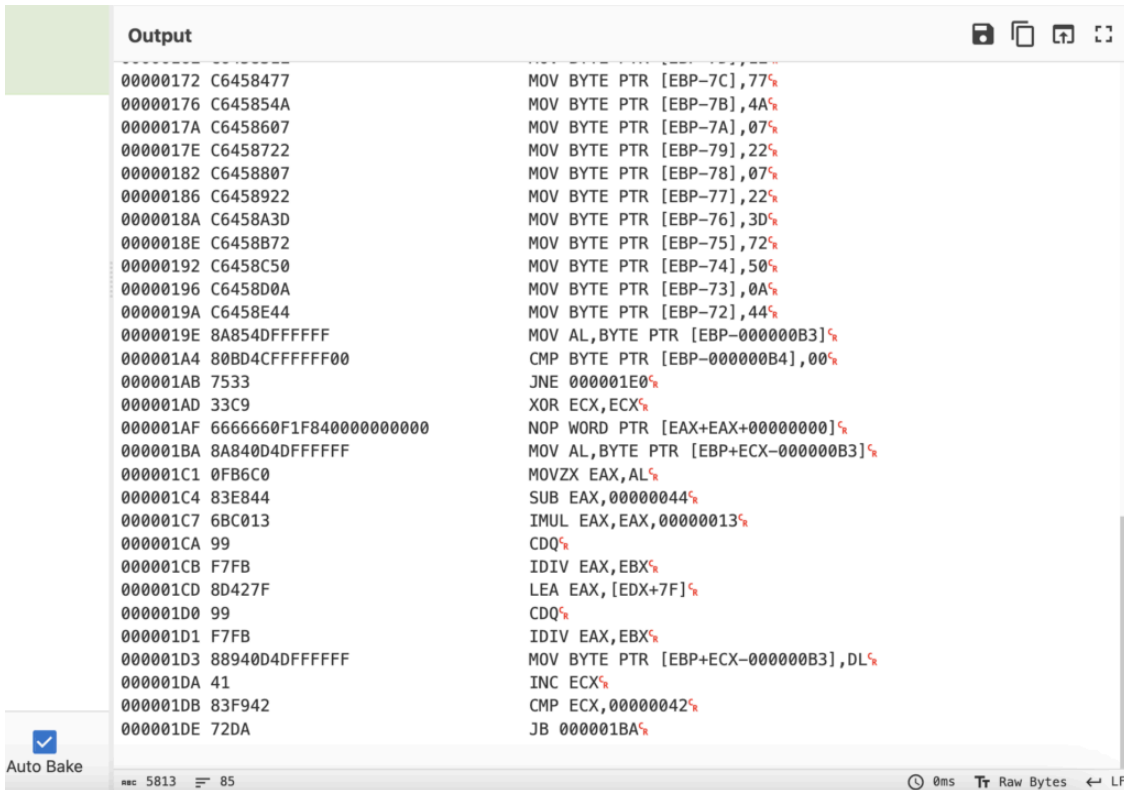 Output
00000172 C6458477 MOV BYTE PTR [EBP-7C],77
00000176 C645854A MOV BYTE PTR [EBP-7B],4A
0000017A C6458607 MOV BYTE PTR [EBP-7A],07
0000017E C6458722 MOV BYTE PTR [EBP-79],22
00000182 C6458807 MOV BYTE PTR [EBP-78],07
00000186 C6458922 MOV BYTE PTR [EBP-77],22
0000018A C6458A3D MOV BYTE PTR [EBP-76],3D
0000018E C6458B72 MOV BYTE PTR [EBP-75],72
00000192 C6458C50 MOV BYTE PTR [EBP-74],50
00000196 C6458D0A MOV BYTE PTR [EBP-73],0A
0000019A C6458E44 MOV BYTE PTR [EBP-72],44
0000019E 8A854DFFFFFF MOV AL,BYTE PTR [EBP-000000B3]
000001A4 80BD4CFFFFFF00 CMP BYTE PTR [EBP-000000B4],00
000001AB 7533 JNE 000001E0
000001AD 33C9 XOR ECX,ECX
000001AF 6666660F1F840000000000 NOP WORD PTR [EAX+EAX+00000000]
000001BA 8A840D4DFFFFFF MOV AL,BYTE PTR [EBP+ECX-000000B3]
000001C1 0FB6C0 MOVZX EAX,AL
000001C4 83E844 SUB EAX,00000044
000001C7 6BC013 IMUL EAX,EAX,00000013
000001CA 99 CDQ
000001CB F7FB IDIV EAX,EBX
000001CD 8D427F LEA EAX,[EDX+7F]
000001D0 99 CDQ
000001D1 F7FB IDIV EAX,EBX
000001D3 88940D4DFFFFFF MOV BYTE PTR [EBP+ECX-000000B3],DL
000001DA 41 INC ECX
000001DB 83F942 CMP ECX,00000042
000001DE 72DA JB 000001BA
Auto Bake
ABC 5813 85 0ms Tт Raw Bytes LF